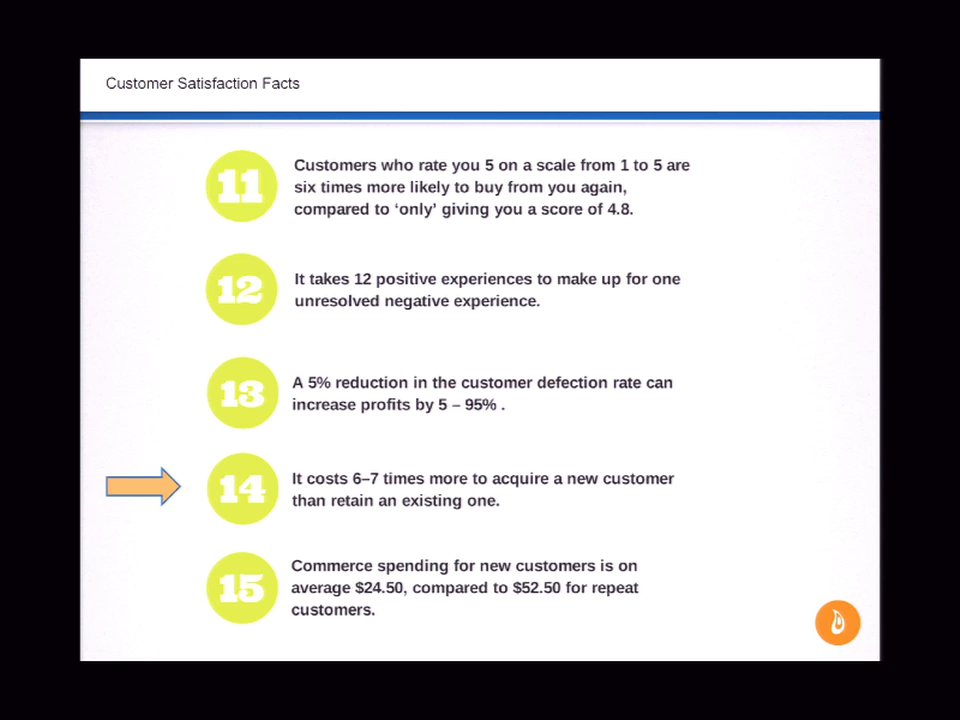 Customer Satisfaction Facts
11
Customers who rate you 5 on a scale from 1 to 5 are
six times more likely to buy from you again,
compared to ‘only’ giving you a score of 4.8.
12
It takes 12 positive experiences to make up for one
unresolved negative experience.
13
A 5% reduction in the customer defection rate can
increase profits by 5 – 95% .
14
It costs 6–7 times more to acquire a new customer
than retain an existing one.
15
Commerce spending for new customers is on
average $24.50, compared to $52.50 for repeat
customers.